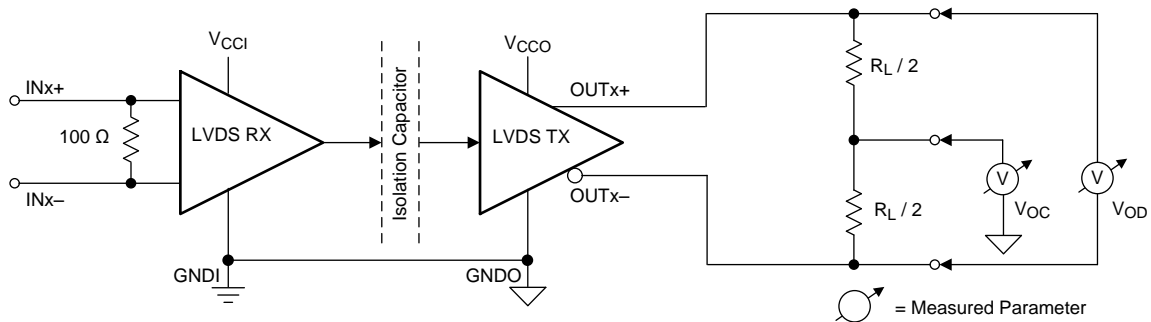 INx+
100 Ω
INx–
VCCI
LVDS RX
GNDI
Isolation Capacitor
VCCO
LVDS TX
OUTx+
OUTx–
GNDO
RL / 2
RL / 2
V
VOC
V
VOD
= Measured Parameter